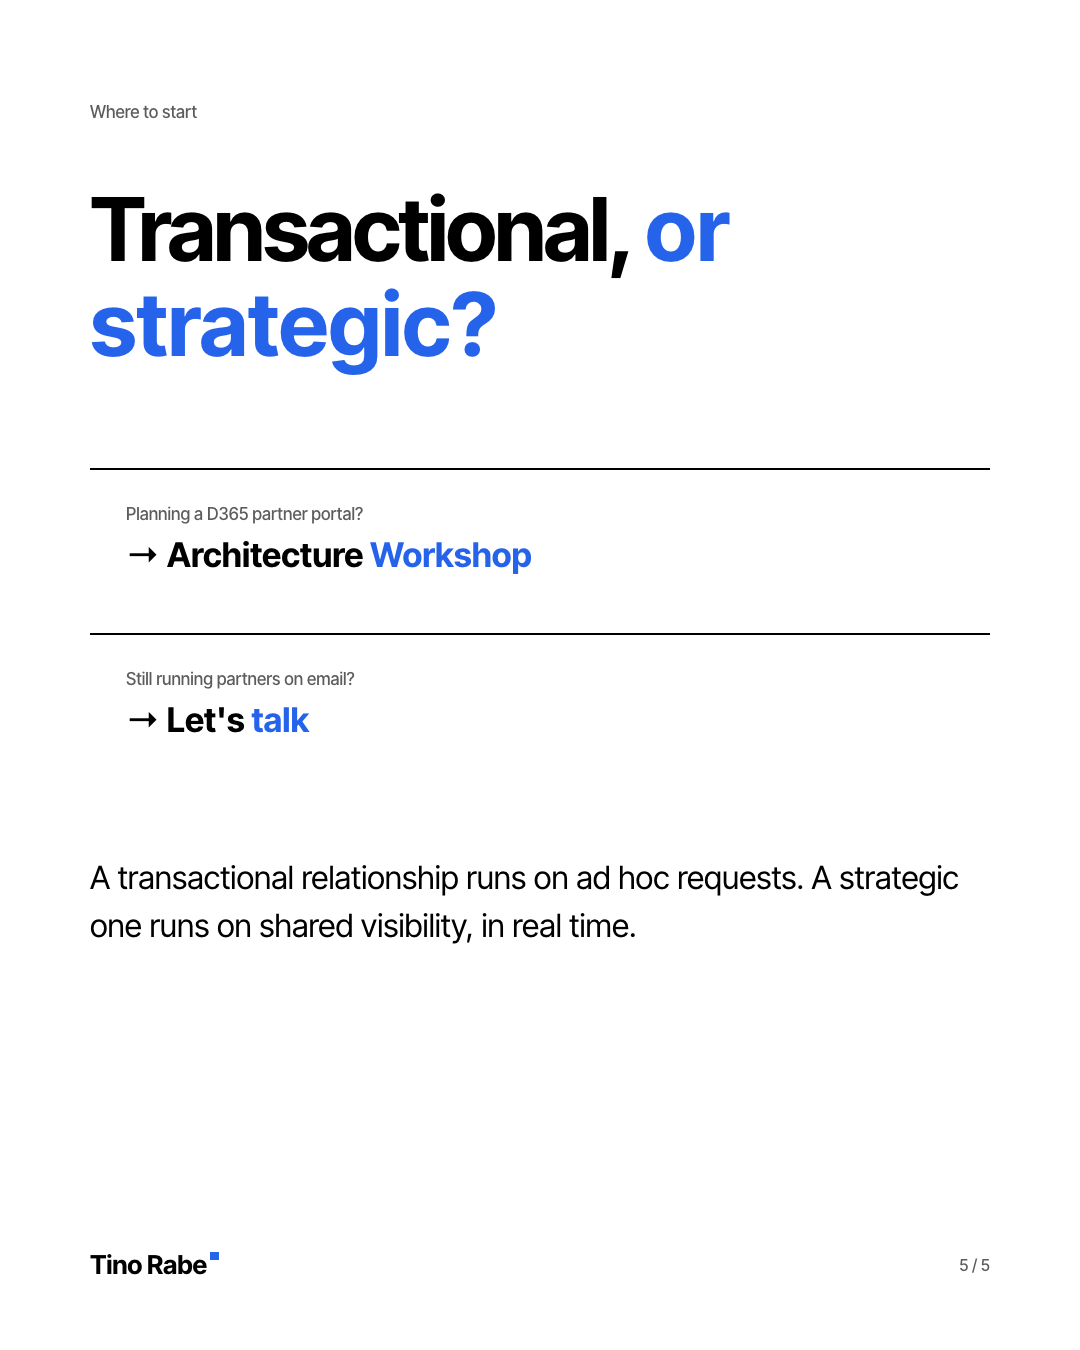 Where to start
Transactional, or
strategic?
Planning a D365 partner portal?
→ Architecture Workshop
Still running partners on email?
→ Let's talk
A transactional relationship runs on ad hoc requests. A strategic
one runs on shared visibility, in real time.
Tino Rabe
5 / 5